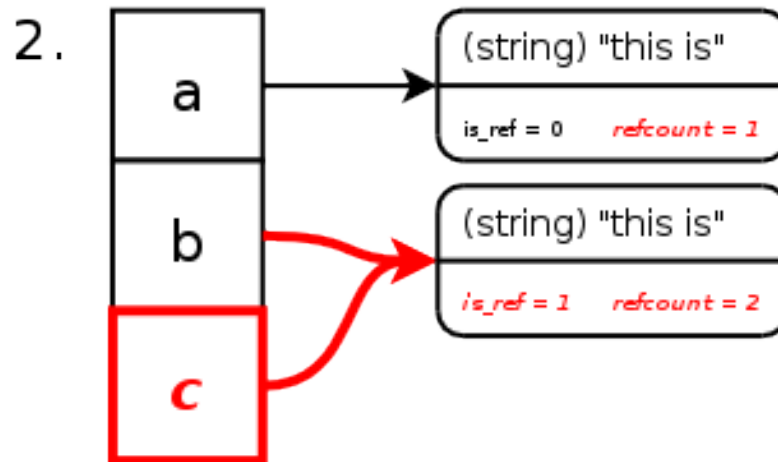 2.
a
(string) "this is"
is_ref = 0 refcount = 1
b
(string) "this is"
is_ref = 1 refcount = 2
c